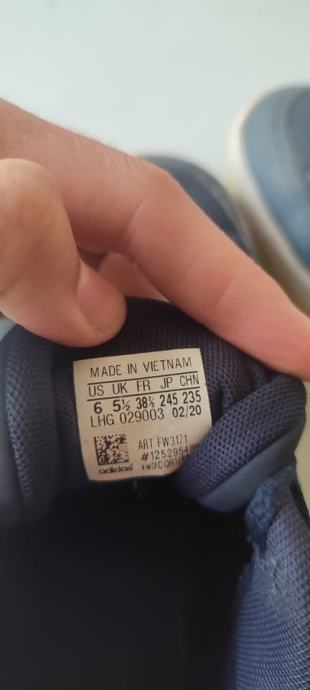 MADE IN VIETNAM
US UK FR JP CHN
6 5½ 38⅔ 245 235
LHG 029003 02/20
ART FW3171
adidas